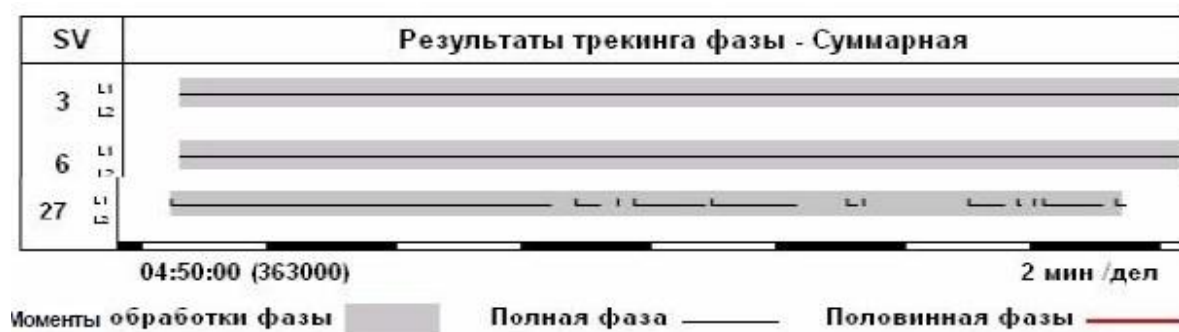 SV Результаты трекинга фазы - Суммарная
3 L1
L2
6 L1
L2
27 L1
L2
04:50:00 (363000) 2 мин /дел
Моменты обработки фазы Полная фаза Половинная фазы